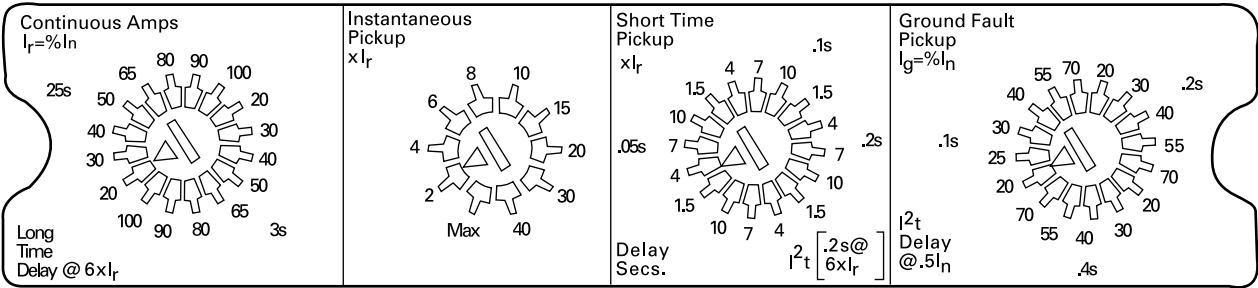 Continuous Amps
Ir=%In
25s
80 90 100 20 30 40 50 65 80 90 100 20 30 40 50 65
3s
Long
Time
Delay @ 6xIr
Instantaneous
Pickup
xIr
8 10 15 20 30 40 Max 2 4 6
Short Time
Pickup
xIr
.1s
4 7 10 1.5 4 7 10 1.5 4 7 10 1.5 4 7 10 1.5
.05s
.2s
Delay
Secs.
I²t [.2s@
6xIr]
Ground Fault
Pickup
Ig=%In
.2s
70 20 30 40 55 70 20 30 40 55 70 20 25 30 40 55
.1s
I²t
Delay
@.5In
.4s